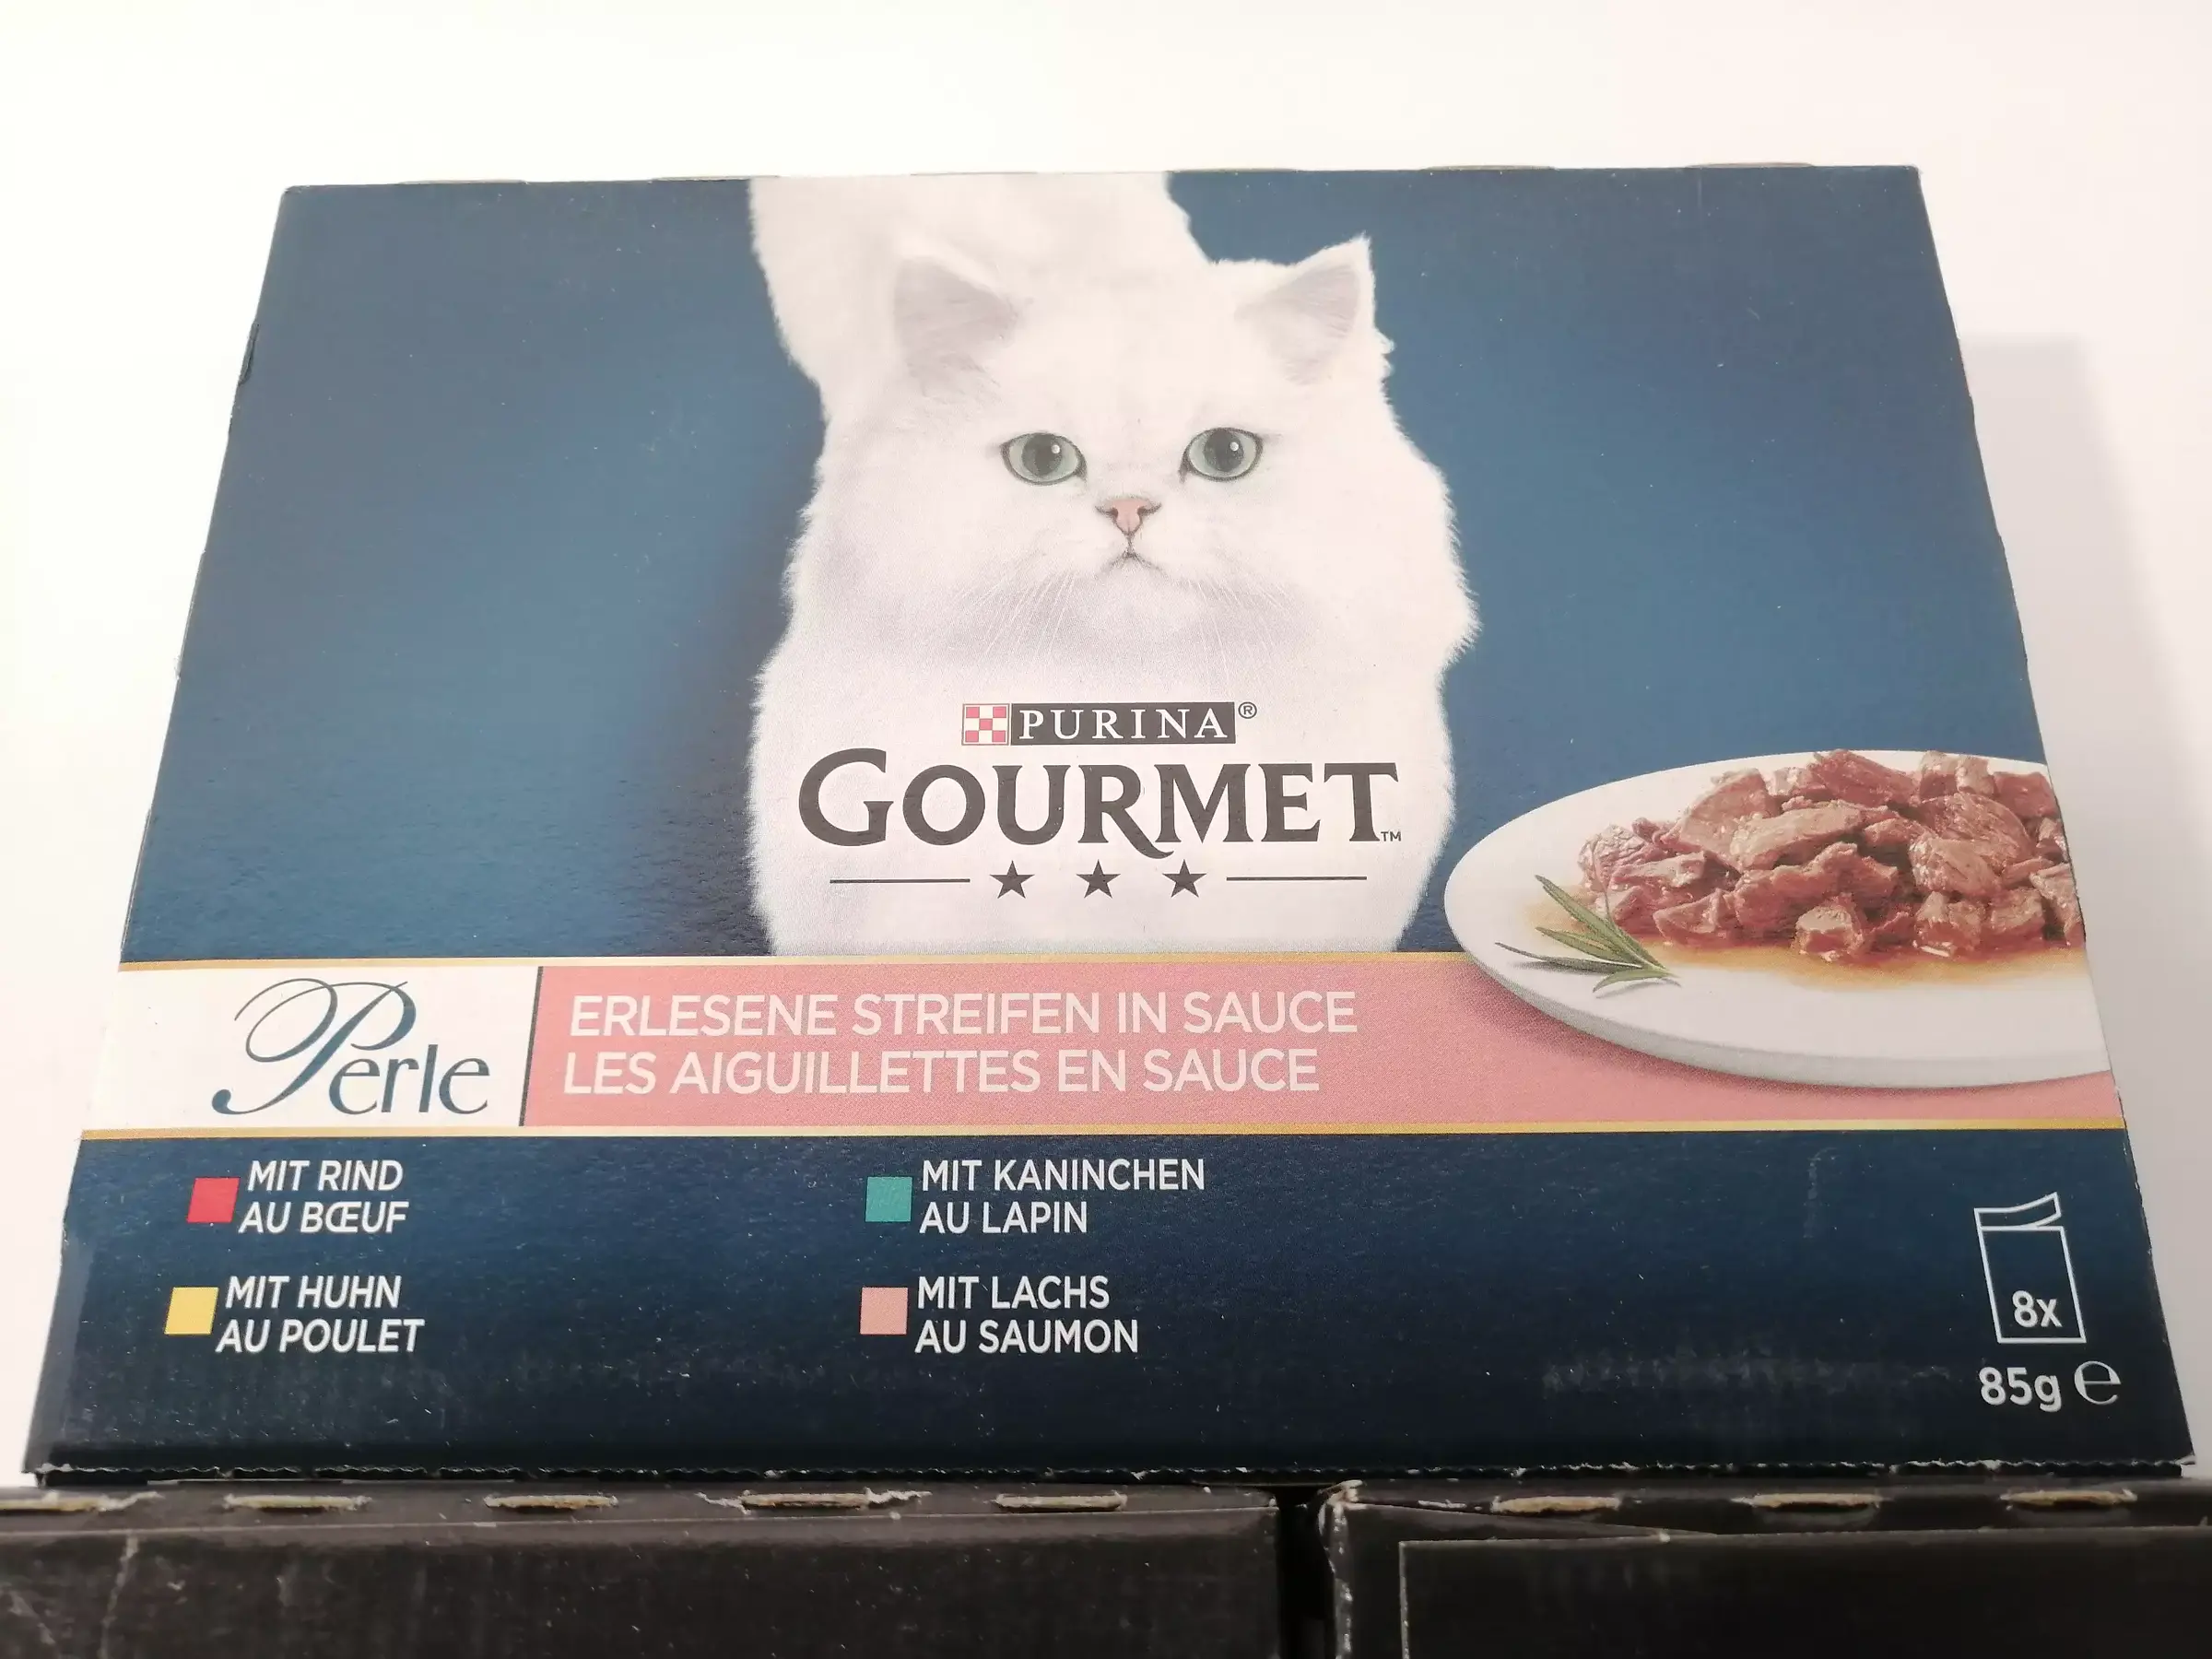 PURINA®
GOURMET™
Perle
ERLESENE STREIFEN IN SAUCE
LES AIGUILLETTES EN SAUCE
MIT RIND
AU BŒUF
MIT KANINCHEN
AU LAPIN
MIT HUHN
AU POULET
MIT LACHS
AU SAUMON
8x
85g ℮